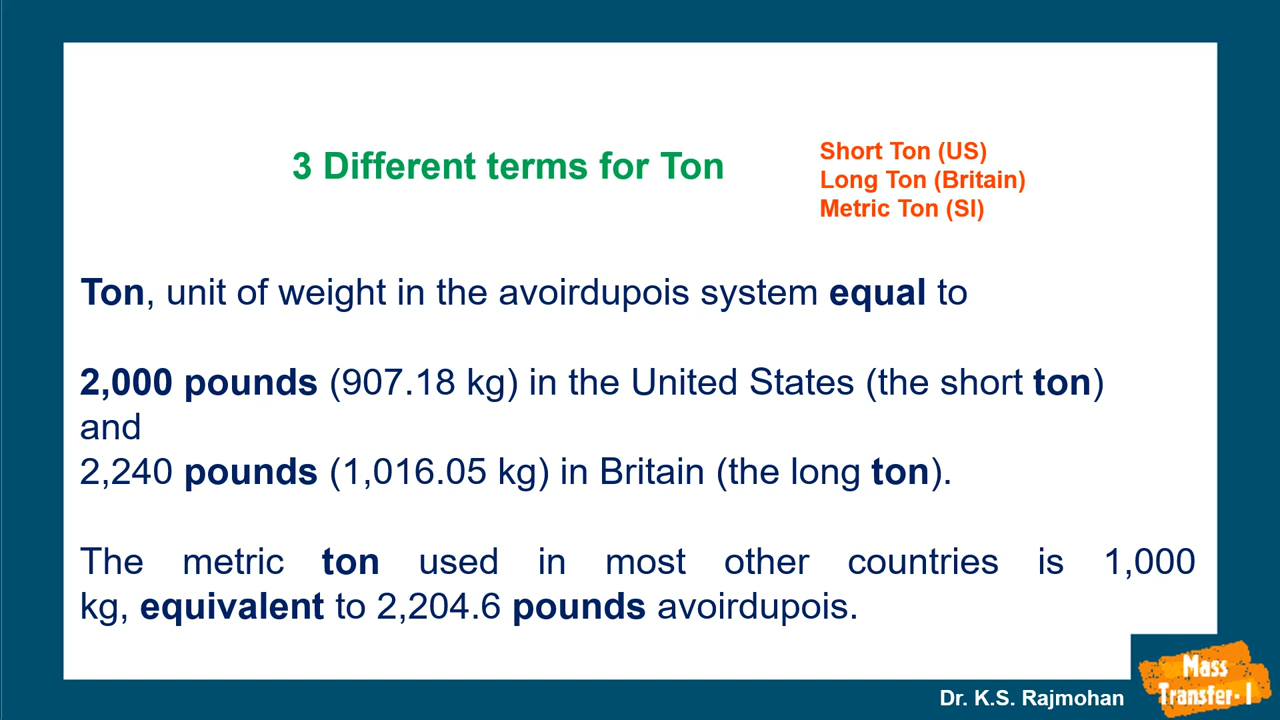 3 Different terms for Ton
Short Ton (US)
Long Ton (Britain)
Metric Ton (SI)
Ton, unit of weight in the avoirdupois system equal to
2,000 pounds (907.18 kg) in the United States (the short ton)
and
2,240 pounds (1,016.05 kg) in Britain (the long ton).
The metric ton used in most other countries is 1,000
kg, equivalent to 2,204.6 pounds avoirdupois.
Dr. K.S. Rajmohan
Mass
Transfer-1